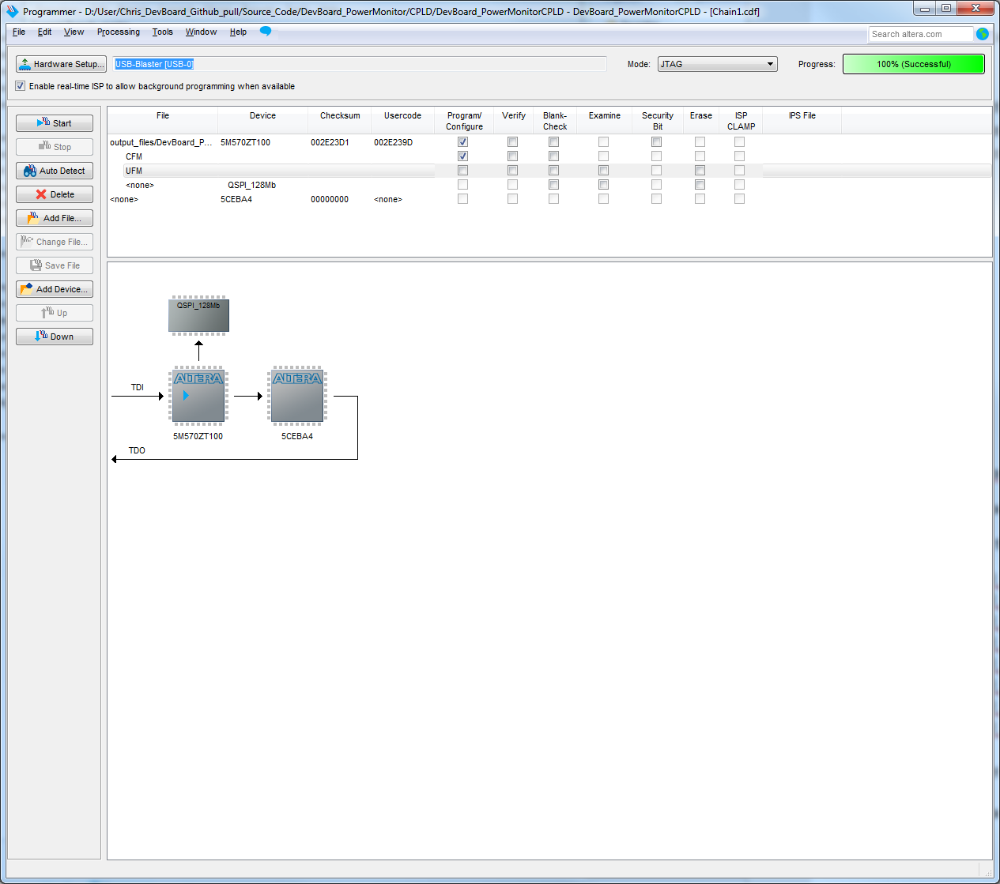 Programmer - D:/User/Chris_DevBoard_Github_pull/Source_Code/DevBoard_PowerMonitor/CPLD/DevBoard_PowerMonitorCPLD - DevBoard_PowerMonitorCPLD - [Chain1.cdf]
File Edit View Processing Tools Window Help
Search altera.com
Hardware Setup... USB-Blaster [USB-0] Mode: JTAG Progress: 100% (Successful)
Enable real-time ISP to allow background programming when available
Start
Stop
Auto Detect
Delete
Add File...
Change File...
Save File
Add Device...
Up
Down
File Device Checksum Usercode Program/ Verify Blank- Examine Security Erase ISP IPS File
Configure Check Bit CLAMP
output_files/DevBoard_P... 5M570ZT100 002E23D1 002E239D
CFM
UFM
<none> QSPI_128Mb
<none> 5CEBA4 00000000 <none>
QSPI_128Mb
ALTERA ALTERA
TDI
5M570ZT100 5CEBA4
TDO